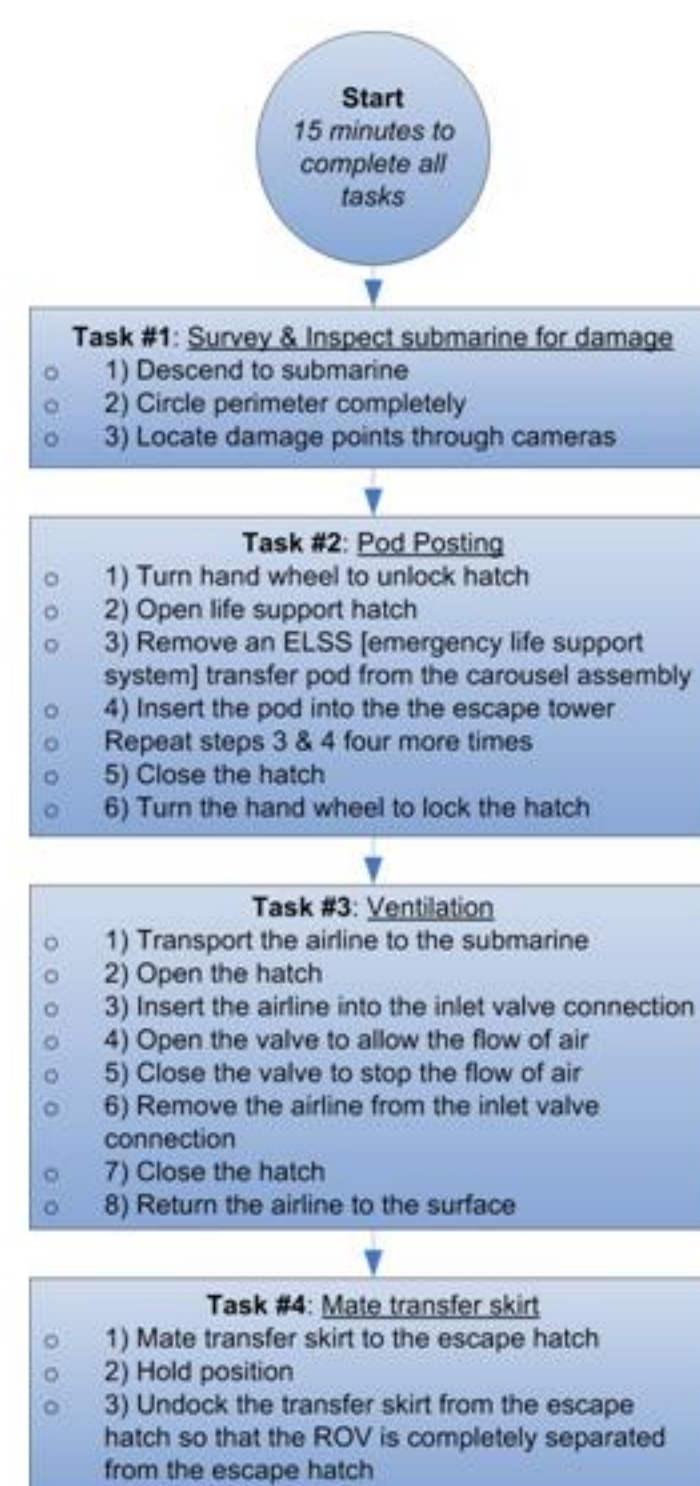 Start
15 minutes to
complete all
tasks
Task #1: Survey & Inspect submarine for damage
o 1) Descend to submarine
o 2) Circle perimeter completely
o 3) Locate damage points through cameras
Task #2: Pod Posting
o 1) Turn hand wheel to unlock hatch
o 2) Open life support hatch
o 3) Remove an ELSS [emergency life support
system] transfer pod from the carousel assembly
o 4) Insert the pod into the the escape tower
o Repeat steps 3 & 4 four more times
o 5) Close the hatch
o 6) Turn the hand wheel to lock the hatch
Task #3: Ventilation
o 1) Transport the airline to the submarine
o 2) Open the hatch
o 3) Insert the airline into the inlet valve connection
o 4) Open the valve to allow the flow of air
o 5) Close the valve to stop the flow of air
o 6) Remove the airline from the inlet valve
connection
o 7) Close the hatch
o 8) Return the airline to the surface
Task #4: Mate transfer skirt
o 1) Mate transfer skirt to the escape hatch
o 2) Hold position
o 3) Undock the transfer skirt from the escape
hatch so that the ROV is completely separated
from the escape hatch